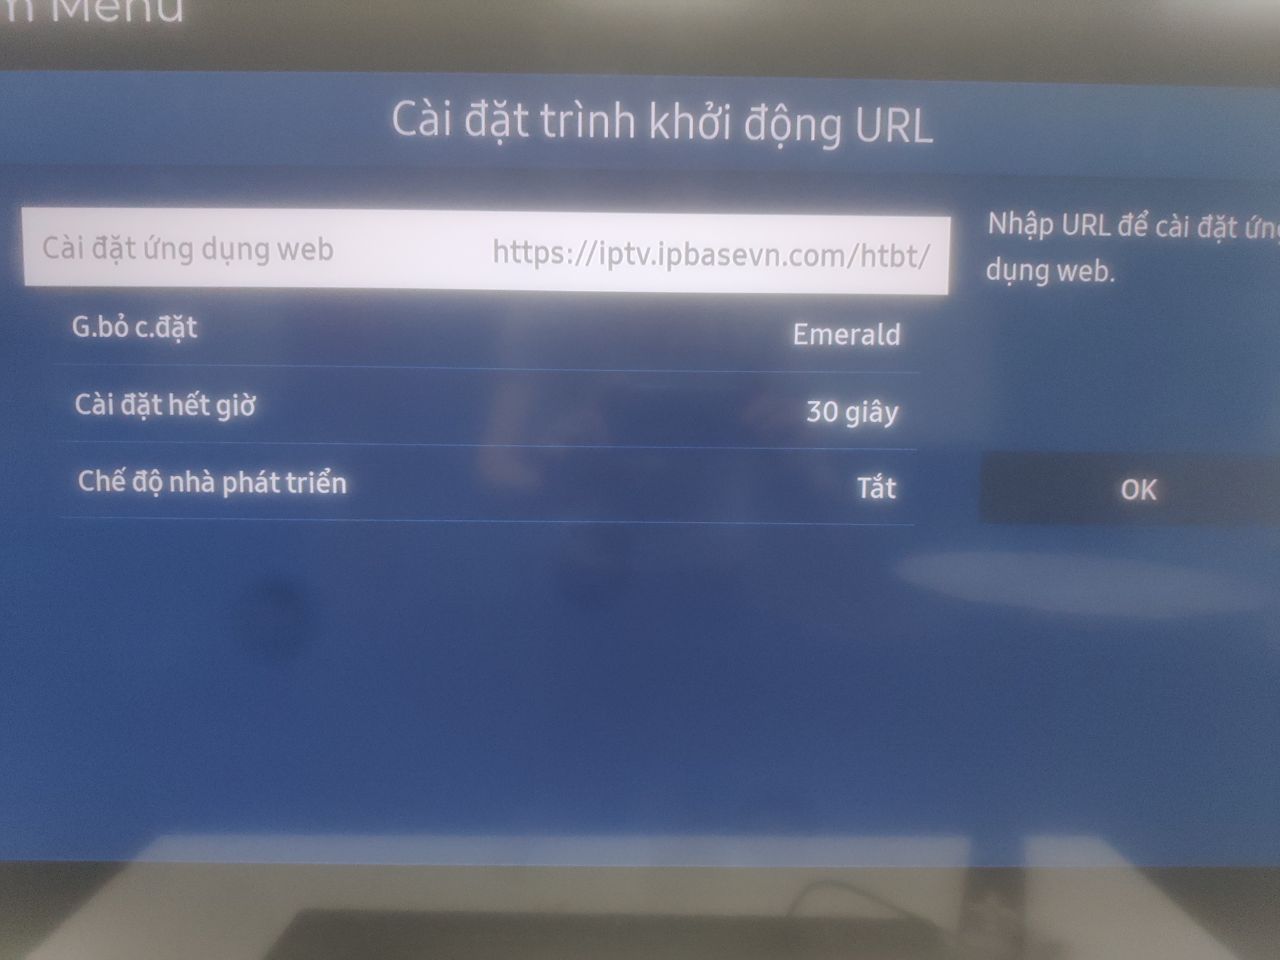 Menu
Cài đặt trình khởi động URL
Cài đặt ứng dụng web https://iptv.ipbasevn.com/htbt/
G.bỏ c.đặt Emerald
Cài đặt hết giờ 30 giây
Chế độ nhà phát triển Tắt
Nhập URL để cài đặt ứng
dụng web.
OK